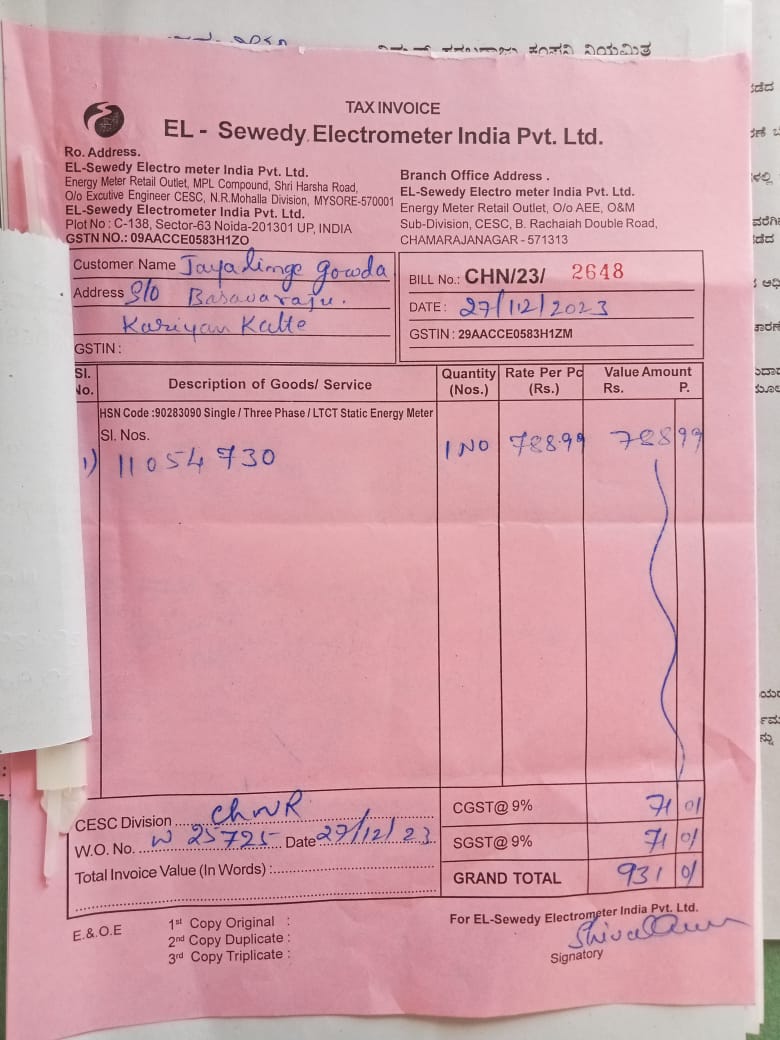 ನಿಯಮಿತ
TAX INVOICE
EL - Sewedy Electrometer India Pvt. Ltd.
Ro. Address.
EL-Sewedy Electro meter India Pvt. Ltd.
Energy Meter Retail Outlet, MPL Compound, Shri Harsha Road,
O/o Excutive Engineer CESC, N.R.Mohalla Division, MYSORE-570001
EL-Sewedy Electrometer India Pvt. Ltd.
Plot No : C-138, Sector-63 Noida-201301 UP, INDIA
GSTN NO.: 09AACCE0583H1ZO
Branch Office Address .
EL-Sewedy Electro meter India Pvt. Ltd.
Energy Meter Retail Outlet, O/o AEE, O&M
Sub-Division, CESC, B. Rachaiah Double Road,
CHAMARAJANAGAR - 571313
Customer Name Jayalinge gowda
Address S/o Basavaraju.
Kariyan Katte
GSTIN :
BILL No.: CHN/23/ 2648
DATE : 27/12/2023
GSTIN : 29AACCE0583H1ZM
Sl. No. Description of Goods/ Service Quantity (Nos.) Rate Per Pc (Rs.) Value Amount Rs. P.
HSN Code :90283090 Single / Three Phase / LTCT Static Energy Meter
Sl. Nos.
1) 11054730 1 NO 788.99 788 99
CESC Division ChNR
W.O. No. W 25725 Date 27/12/23
Total Invoice Value (In Words) :
CGST@ 9% 71 01
SGST@ 9% 71 01
GRAND TOTAL 931 01
E.&.O.E
1st Copy Original :
2nd Copy Duplicate :
3rd Copy Triplicate :
For EL-Sewedy Electrometer India Pvt. Ltd.
Signatory